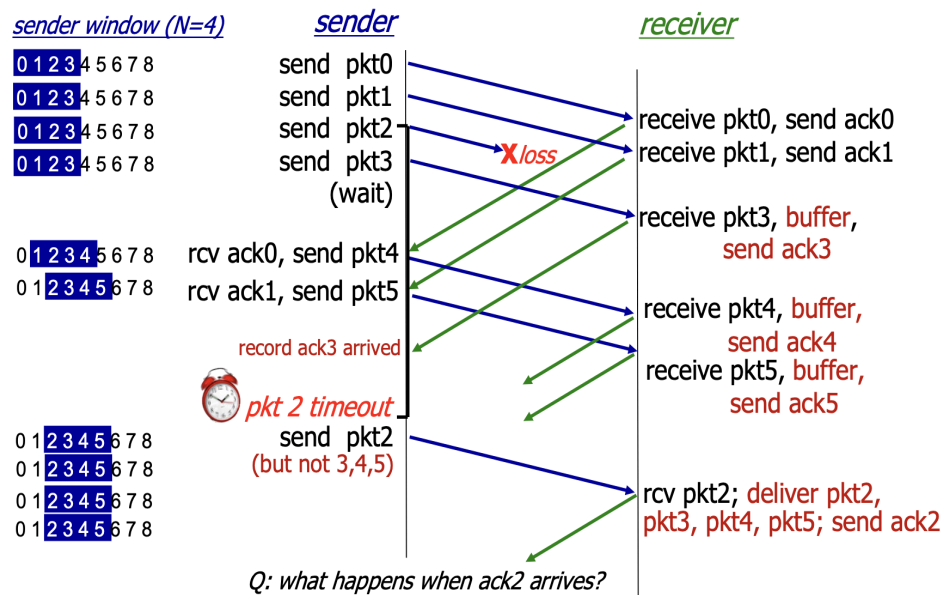 sender window (N=4)
sender
receiver
0 1 2 3 4 5 6 7 8
send pkt0
0 1 2 3 4 5 6 7 8
send pkt1
0 1 2 3 4 5 6 7 8
send pkt2
0 1 2 3 4 5 6 7 8
send pkt3
(wait)
X loss
receive pkt0, send ack0
receive pkt1, send ack1
receive pkt3, buffer,
send ack3
0 1 2 3 4 5 6 7 8
rcv ack0, send pkt4
0 1 2 3 4 5 6 7 8
rcv ack1, send pkt5
receive pkt4, buffer,
send ack4
record ack3 arrived
receive pkt5, buffer,
send ack5
pkt 2 timeout
0 1 2 3 4 5 6 7 8
send pkt2
0 1 2 3 4 5 6 7 8
(but not 3,4,5)
0 1 2 3 4 5 6 7 8
0 1 2 3 4 5 6 7 8
rcv pkt2; deliver pkt2,
pkt3, pkt4, pkt5; send ack2
Q: what happens when ack2 arrives?